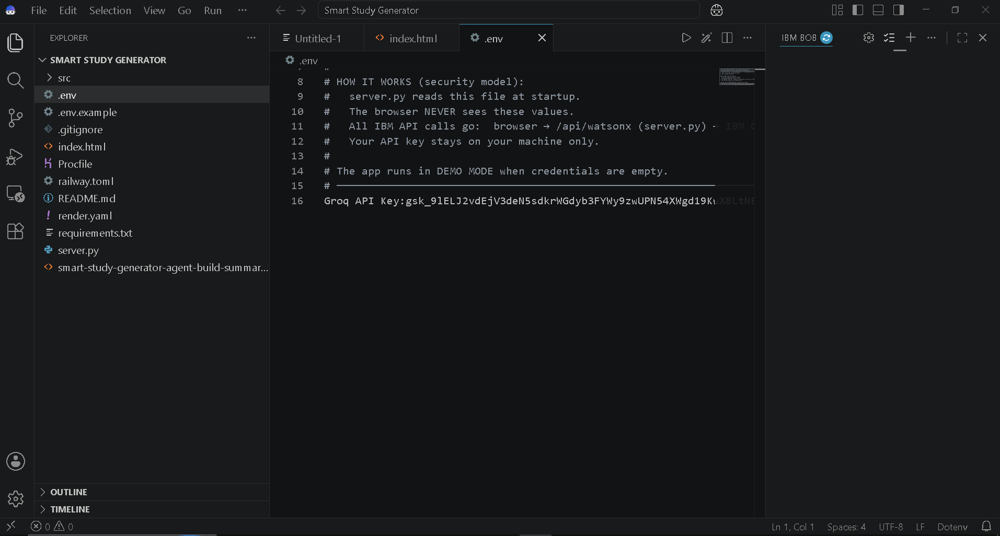 File Edit Selection View Go Run ···
Smart Study Generator
EXPLORER
SMART STUDY GENERATOR
src
.env
.env.example
.gitignore
index.html
Procfile
railway.toml
README.md
render.yaml
requirements.txt
server.py
smart-study-generator-agent-build-summar...
OUTLINE
TIMELINE
Untitled-1
index.html
.env
.env
8 # HOW IT WORKS (security model):
9 # server.py reads this file at startup.
10 # The browser NEVER sees these values.
11 # All IBM API calls go: browser → /api/watsonx (server.py) → IBM
12 # Your API key stays on your machine only.
13 #
14 # The app runs in DEMO MODE when credentials are empty.
15 # ────────────────────
16 Groq API Key:
IBM BOB
0 0
Ln 1, Col 1 Spaces: 4 UTF-8 LF Dotenv